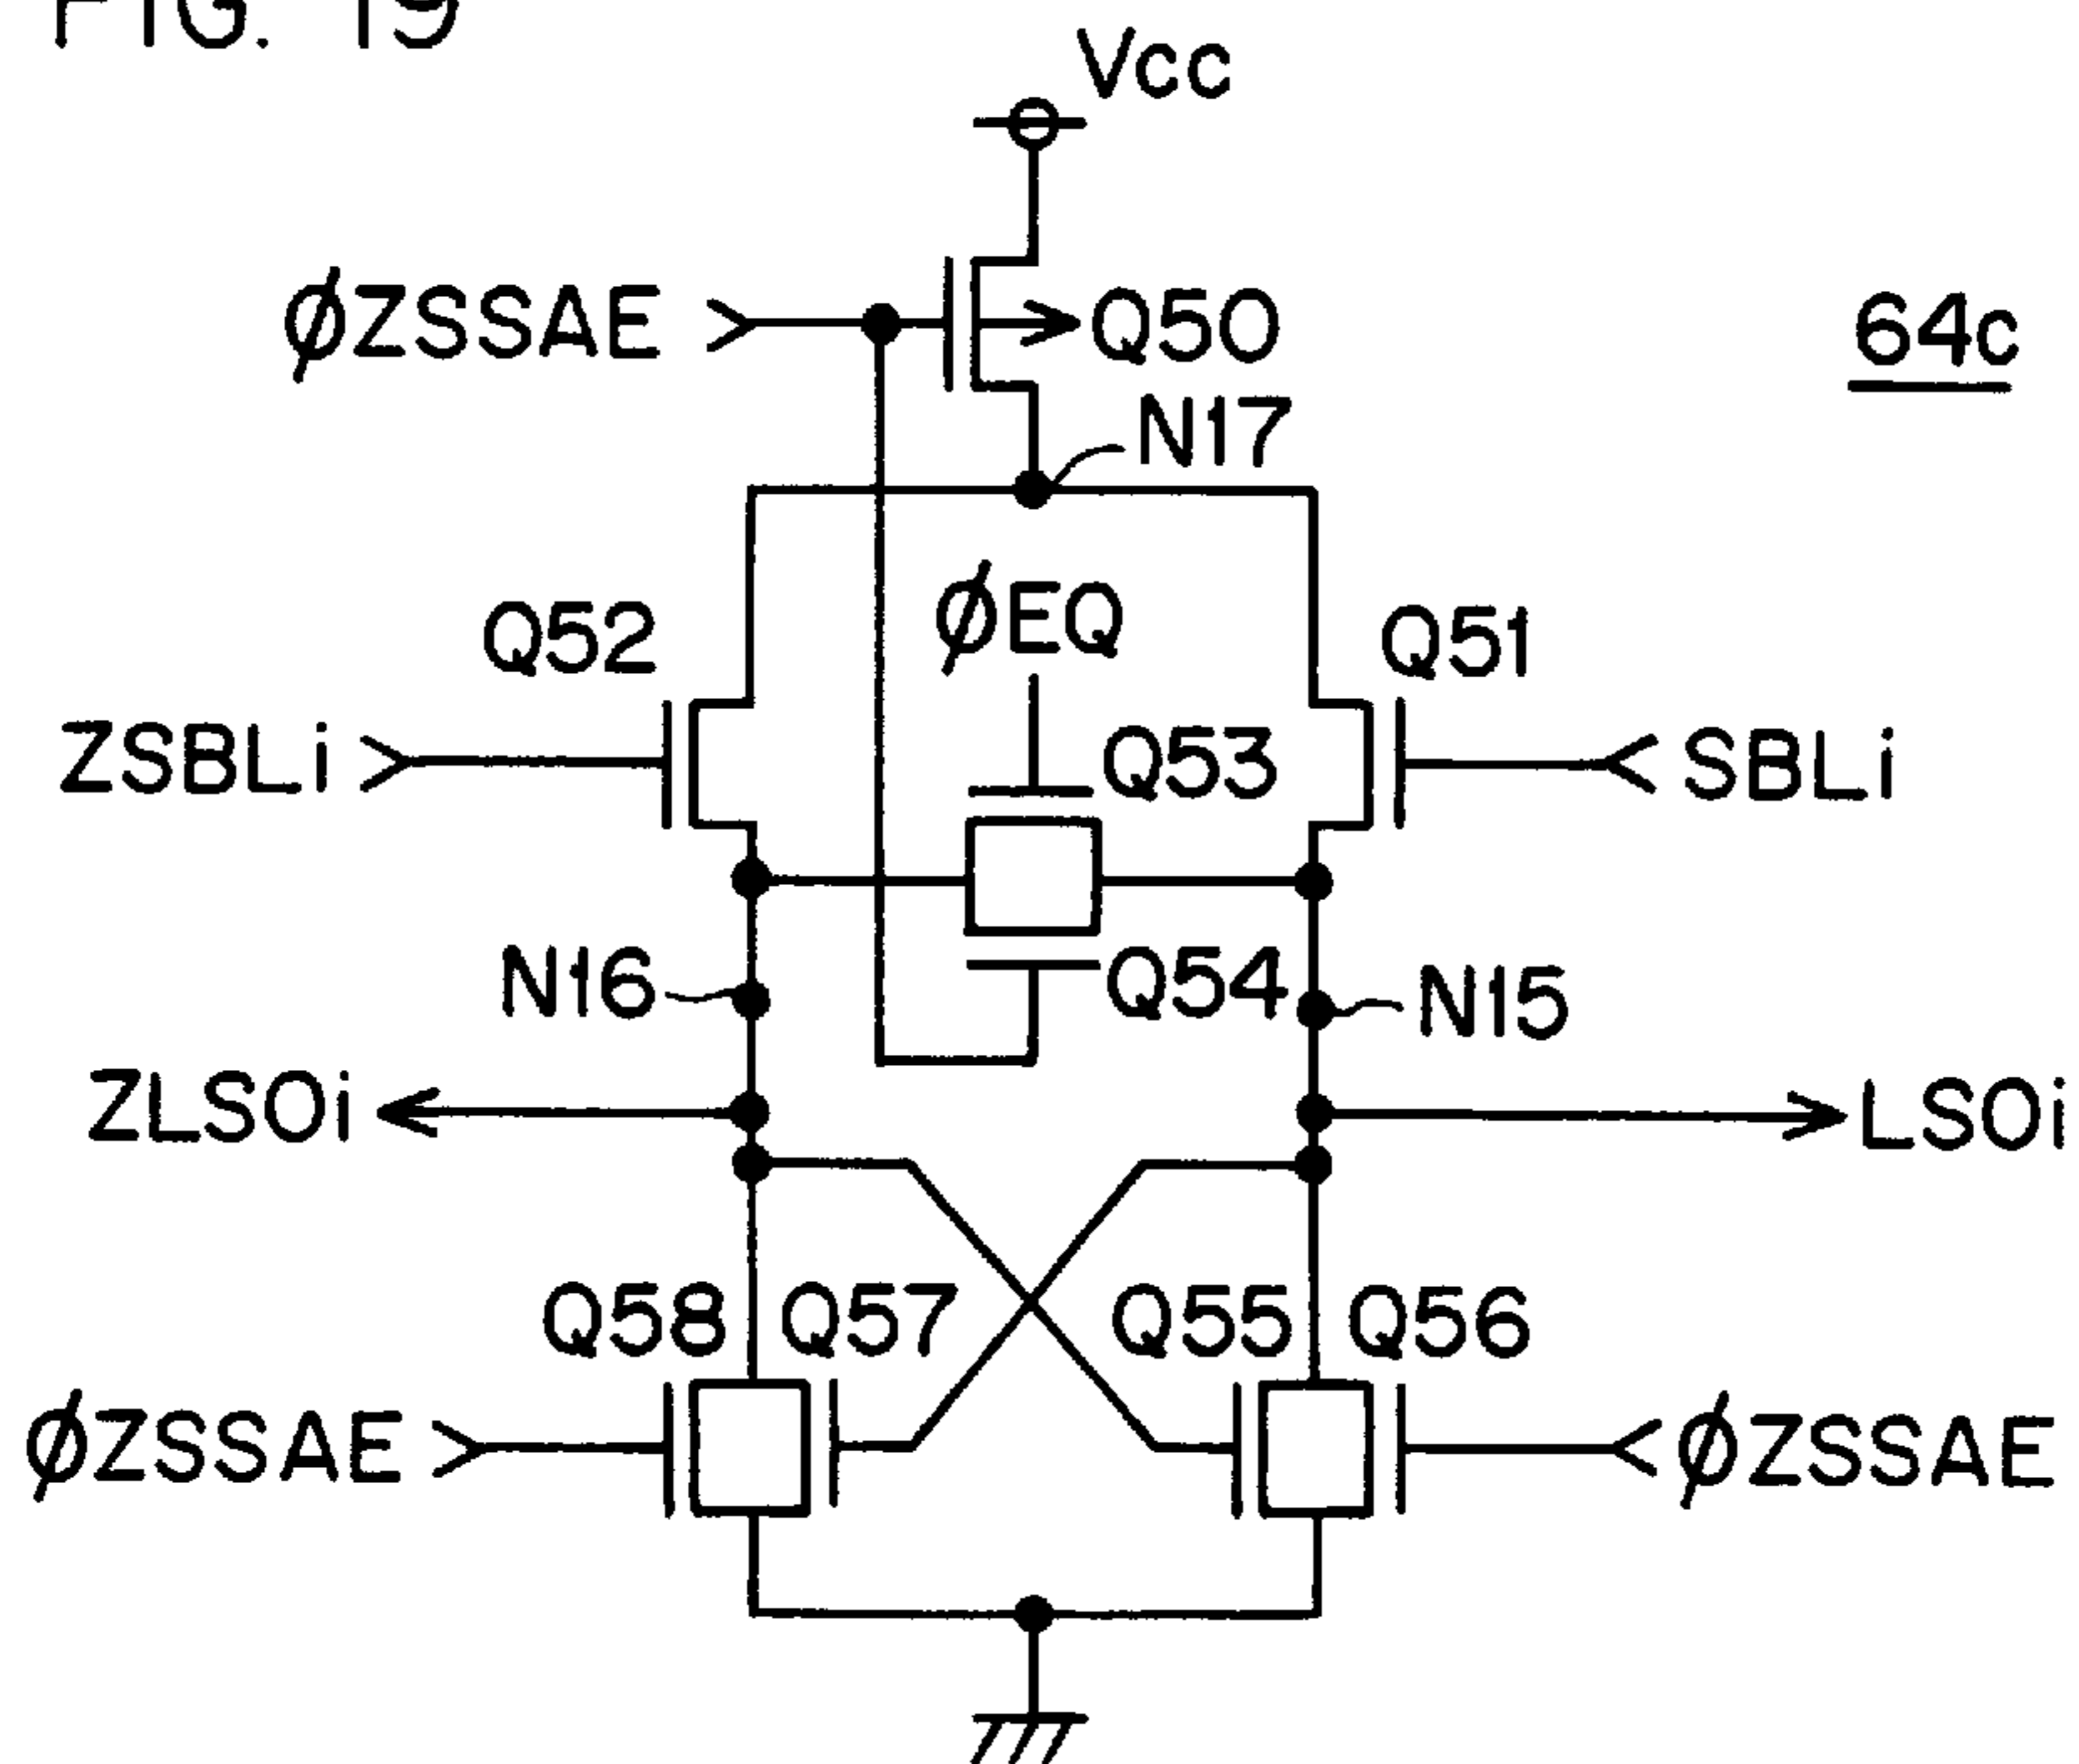 FIG. 19
Vcc
ØZSSAE
Q50
64c
N17
ØEQ
Q52
Q51
ZSBLi
Q53
SBLi
N16
Q54
N15
ZLSOi
LSOi
Q58
Q57
Q55
Q56
ØZSSAE
ØZSSAE